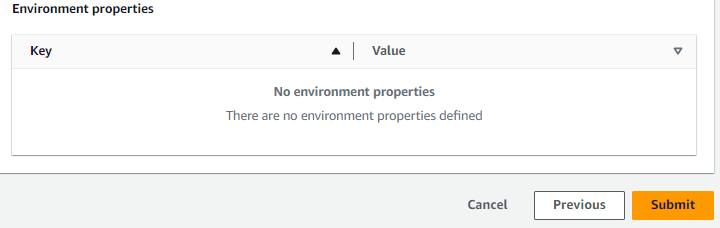 Environment properties
Key Value
No environment properties
There are no environment properties defined
Cancel Previous Submit